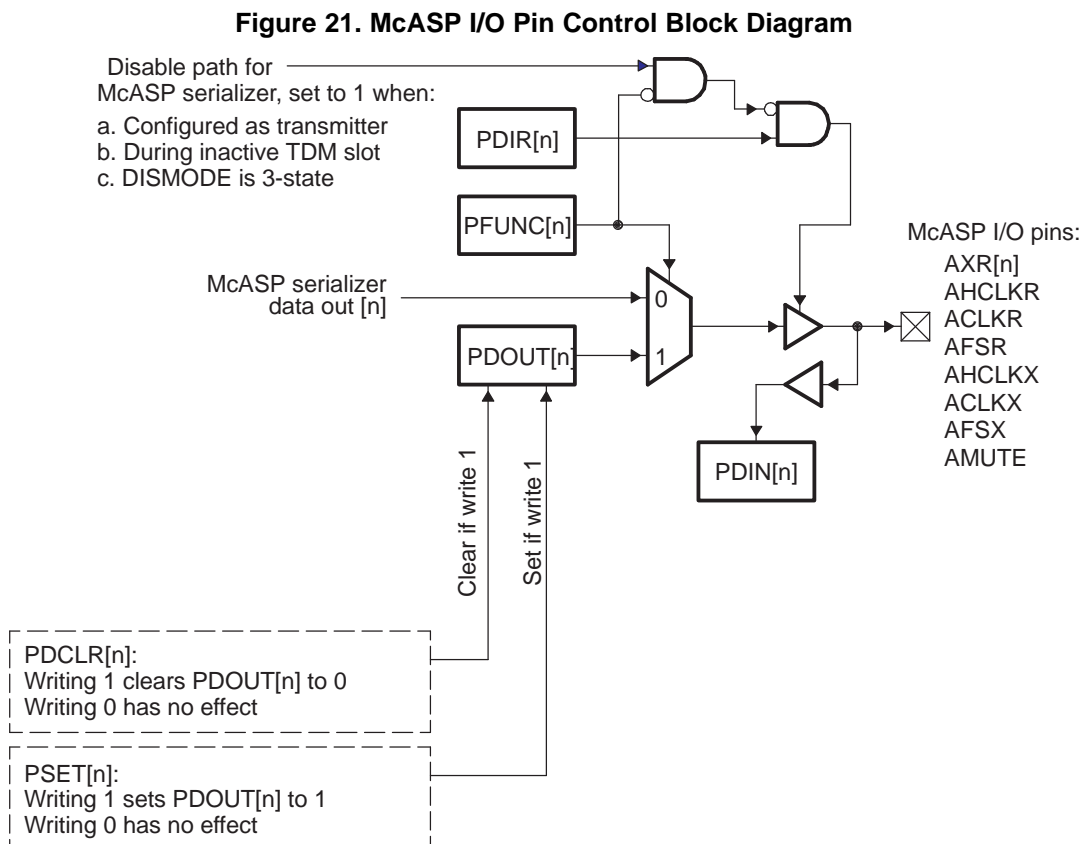 Figure 21. McASP I/O Pin Control Block Diagram
Disable path for
McASP serializer, set to 1 when:
a. Configured as transmitter
b. During inactive TDM slot
c. DISMODE is 3-state
PDIR[n]
PFUNC[n]
McASP serializer
data out [n]
0
PDOUT[n]
1
McASP I/O pins:
AXR[n]
AHCLKR
ACLKR
AFSR
AHCLKX
ACLKX
AFSX
AMUTE
PDIN[n]
Clear if write 1
Set if write 1
PDCLR[n]:
Writing 1 clears PDOUT[n] to 0
Writing 0 has no effect
PSET[n]:
Writing 1 sets PDOUT[n] to 1
Writing 0 has no effect